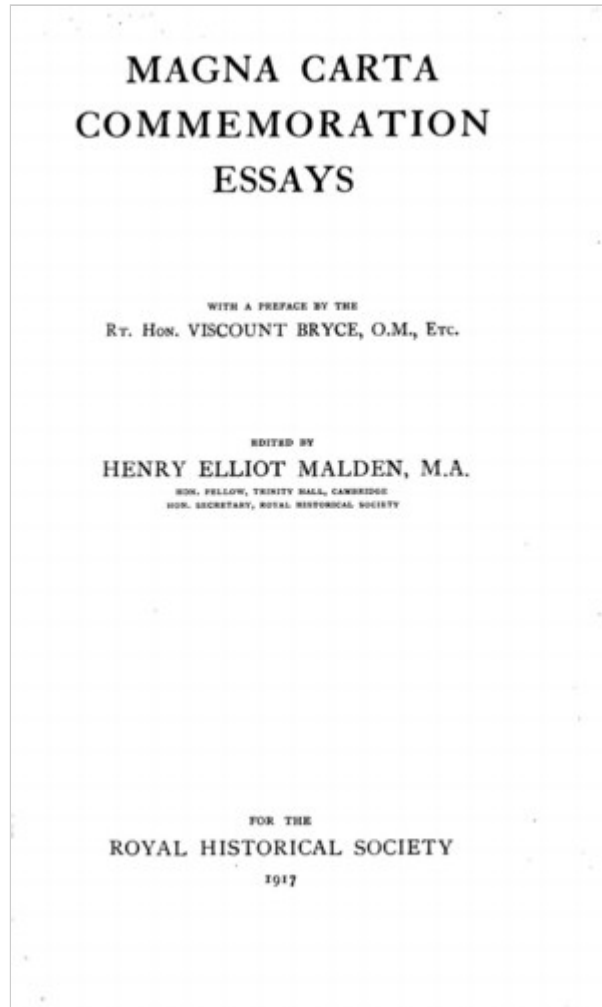 MAGNA CARTA
COMMEMORATION
ESSAYS
WITH A PREFACE BY THE
RT. HON. VISCOUNT BRYCE, O.M., ETC.
EDITED BY
HENRY ELLIOT MALDEN, M.A.
HON. FELLOW, TRINITY HALL, CAMBRIDGE
HON. SECRETARY, ROYAL HISTORICAL SOCIETY
FOR THE
ROYAL HISTORICAL SOCIETY
1917